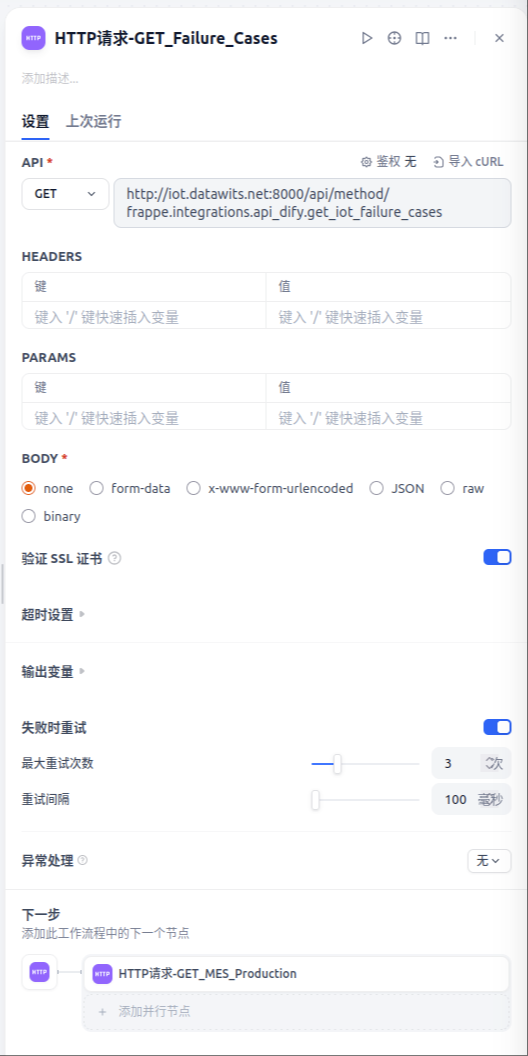 HTTP HTTP请求-GET_Failure_Cases
添加描述...
设置 上次运行
API * 鉴权 无 导入 cURL
GET http://iot.datawits.net:8000/api/method/
frappe.integrations.api_dify.get_iot_failure_cases
HEADERS
键 值
键入 '/' 键快速插入变量 键入 '/' 键快速插入变量
PARAMS
键 值
键入 '/' 键快速插入变量 键入 '/' 键快速插入变量
BODY *
none form-data x-www-form-urlencoded JSON raw
binary
验证 SSL 证书
超时设置
输出变量
失败时重试
最大重试次数 3 次
重试间隔 100 毫秒
异常处理 无
下一步
添加此工作流程中的下一个节点
HTTP HTTP HTTP请求-GET_MES_Production
+ 添加并行节点